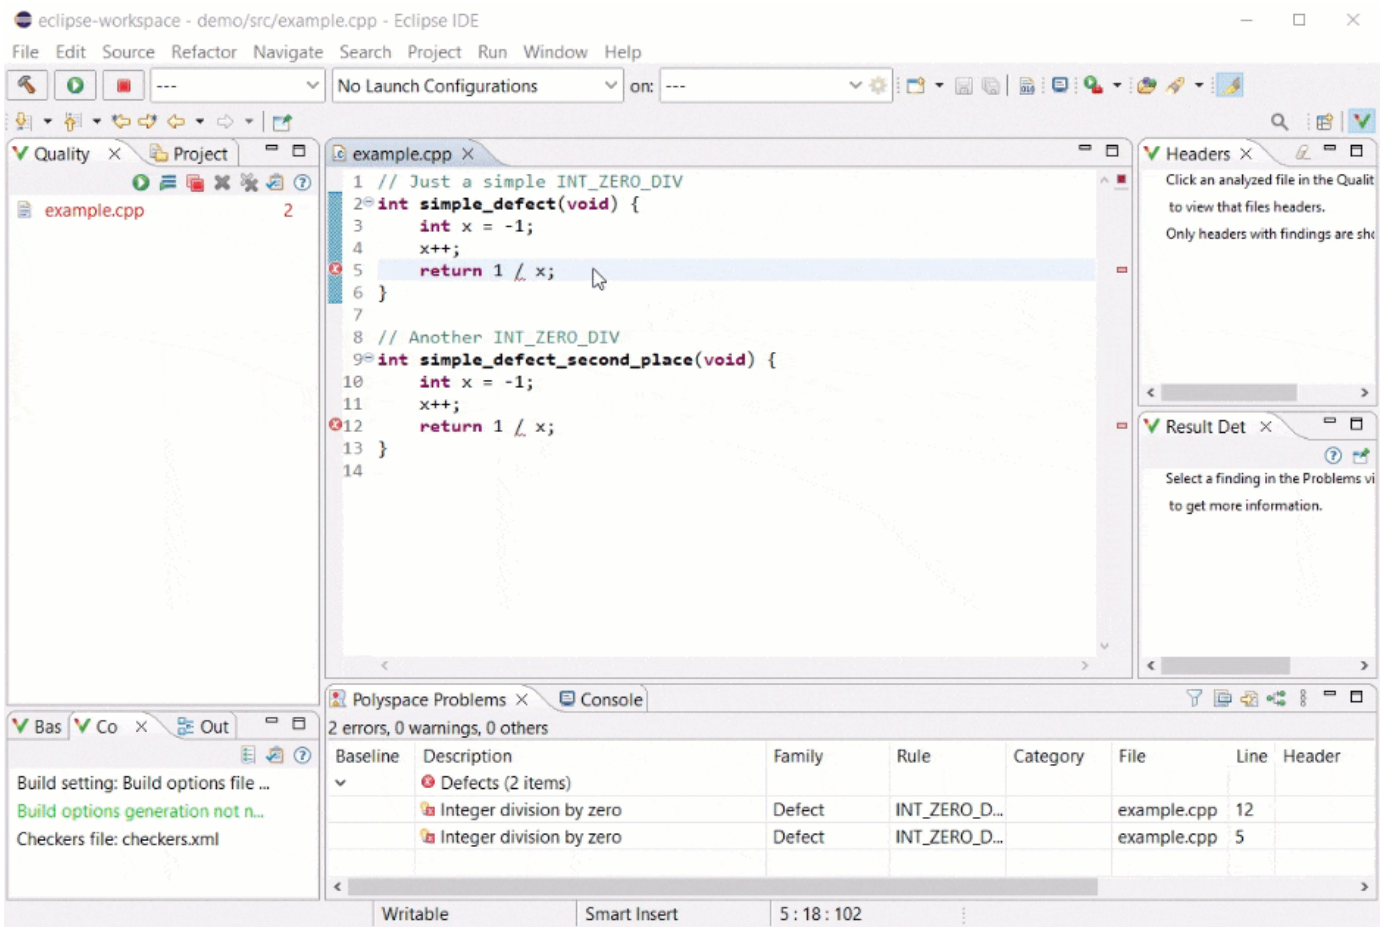 eclipse-workspace - demo/src/example.cpp - Eclipse IDE
File Edit Source Refactor Navigate Search Project Run Window Help
--- No Launch Configurations on: ---
Quality Project
example.cpp 2
example.cpp
1 // Just a simple INT_ZERO_DIV
2 int simple_defect(void) {
3 int x = -1;
4 x++;
5 return 1 / x;
6 }
7
8 // Another INT_ZERO_DIV
9 int simple_defect_second_place(void) {
10 int x = -1;
11 x++;
12 return 1 / x;
13 }
14
Headers
Click an analyzed file in the Qualit
to view that files headers.
Only headers with findings are sho
Result Det
Select a finding in the Problems vi
to get more information.
Bas Co Out
Build setting: Build options file ...
Build options generation not n...
Checkers file: checkers.xml
Polyspace Problems Console
2 errors, 0 warnings, 0 others
Baseline Description Family Rule Category File Line Header
Defects (2 items)
Integer division by zero Defect INT_ZERO_D... example.cpp 12
Integer division by zero Defect INT_ZERO_D... example.cpp 5
Writable Smart Insert 5 : 18 : 102